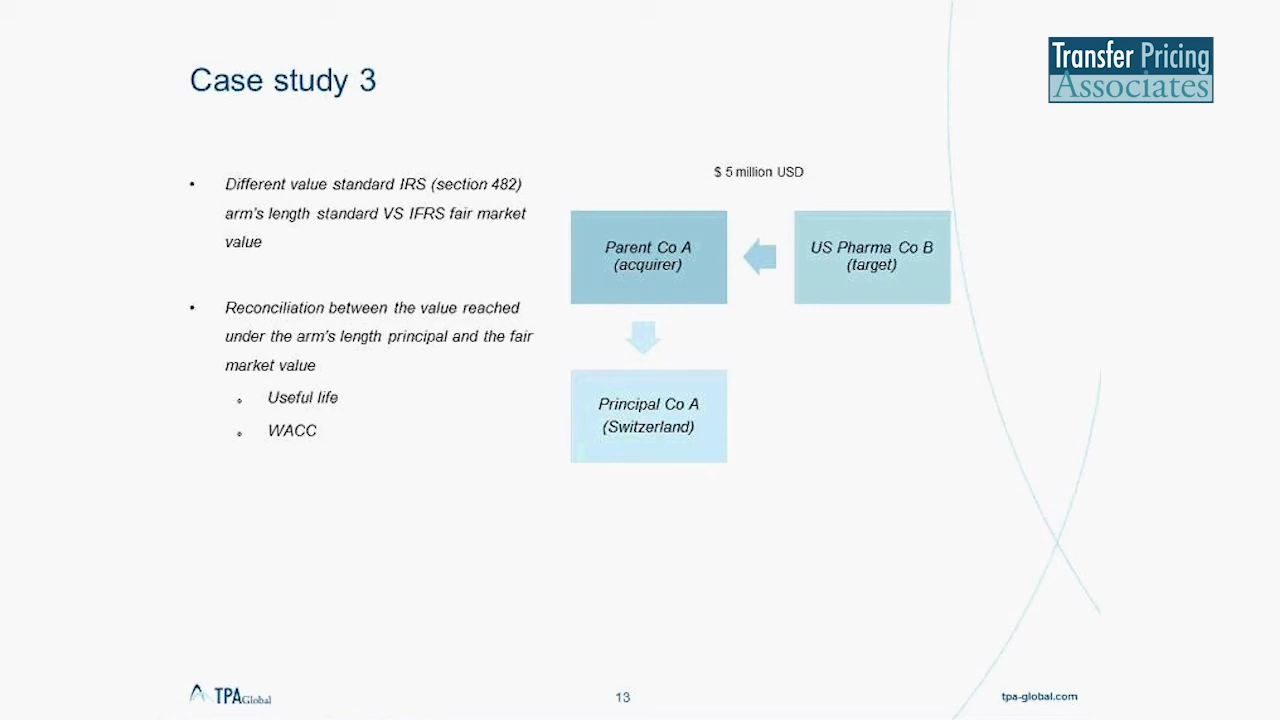 Transfer Pricing
Associates
Case study 3
• Different value standard IRS (section 482)
arm's length standard VS IFRS fair market
value
• Reconciliation between the value reached
under the arm's length principal and the fair
market value
Useful life
WACC
$ 5 million USD
Parent Co A
(acquirer)
US Pharma Co B
(target)
Principal Co A
(Switzerland)
TPA Global
13
tpa-global.com